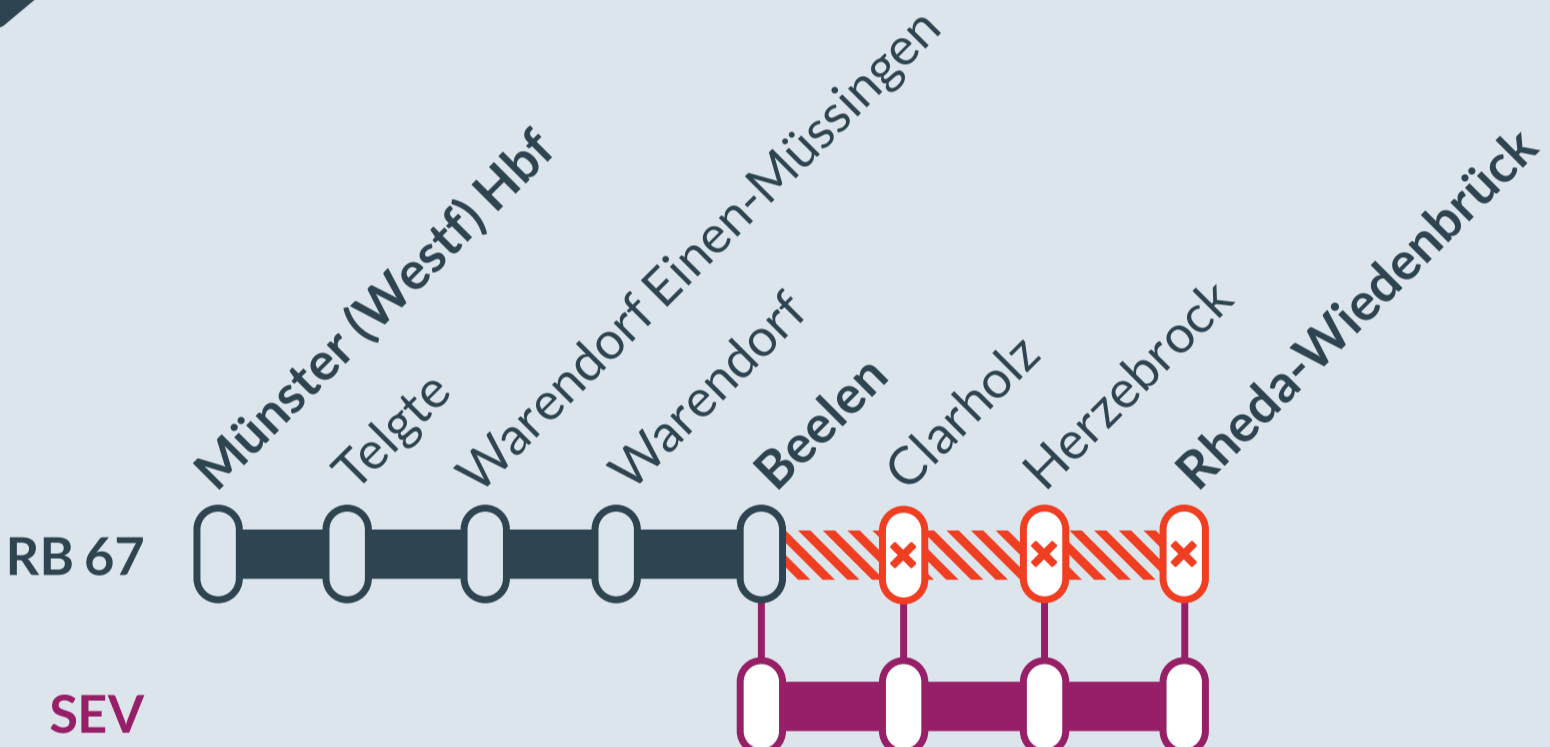 Münster (Westf) Hbf
Telgte
Warendorf Einen-Müssingen
Warendorf
Beelen
Clarholz
Herzebrock
Rheda-Wiedenbrück
RB 67
SEV